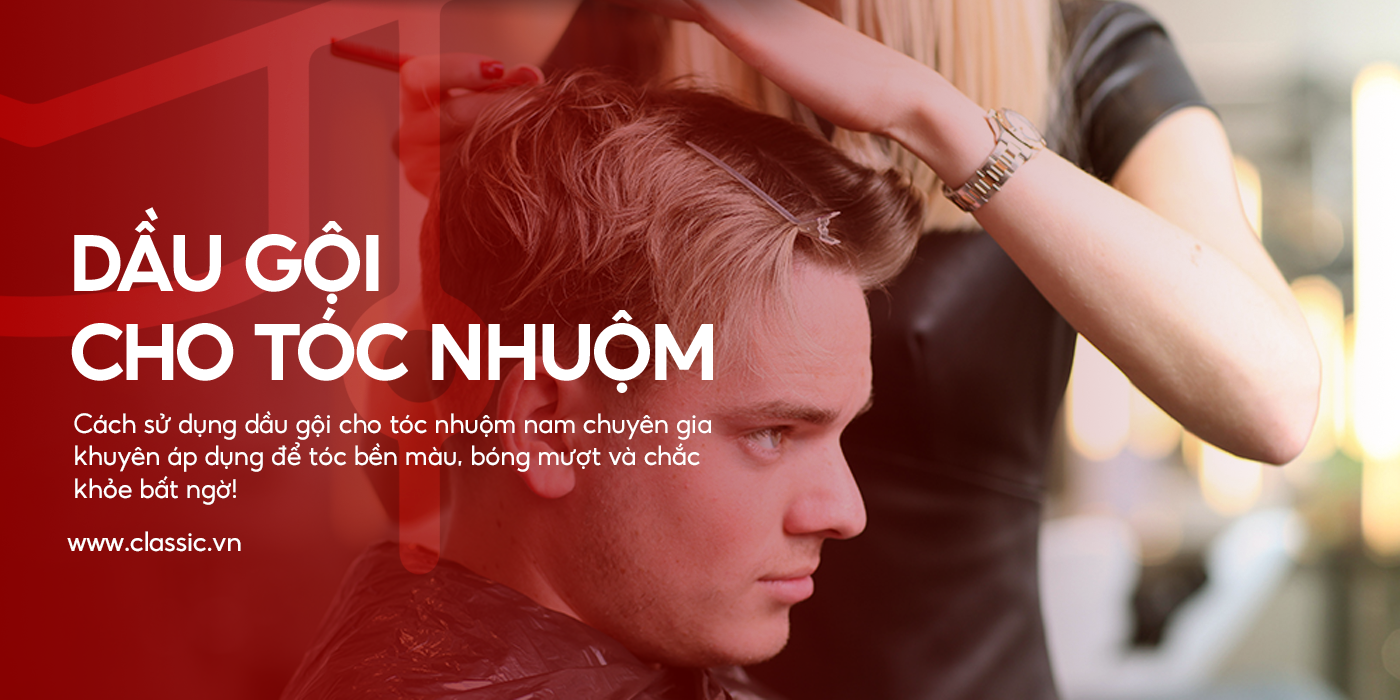 DẦU GỘI
CHO TÓC NHUỘM
Cách sử dụng dầu gội cho tóc nhuộm nam chuyên gia
khuyên áp dụng để tóc bền màu, bóng mượt và chắc
khỏe bất ngờ!
www.classic.vn